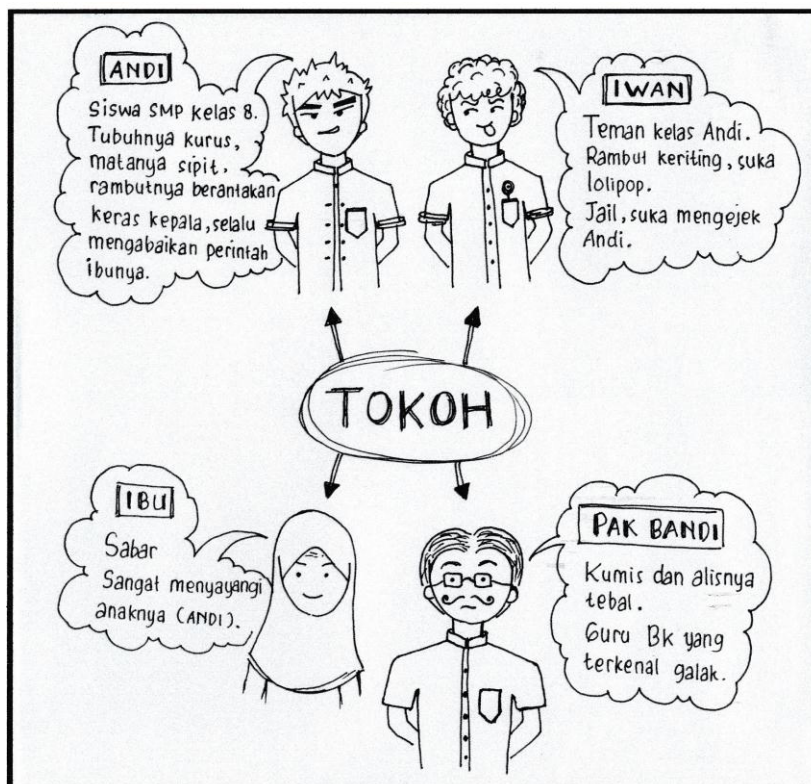 ANDI
Siswa SMP kelas 8.
Tubuhnya kurus,
matanya sipit,
rambutnya berantakan
keras kepala, selalu
mengabaikan perintah
ibunya.
IWAN
Teman kelas Andi.
Rambut keriting, suka
lolipop.
Jail, suka mengejek
Andi.
TOKOH
IBU
Sabar
Sangat menyayangi
anaknya (ANDI).
PAK BANDI
Kumis dan alisnya
tebal.
Guru BK yang
terkenal galak.